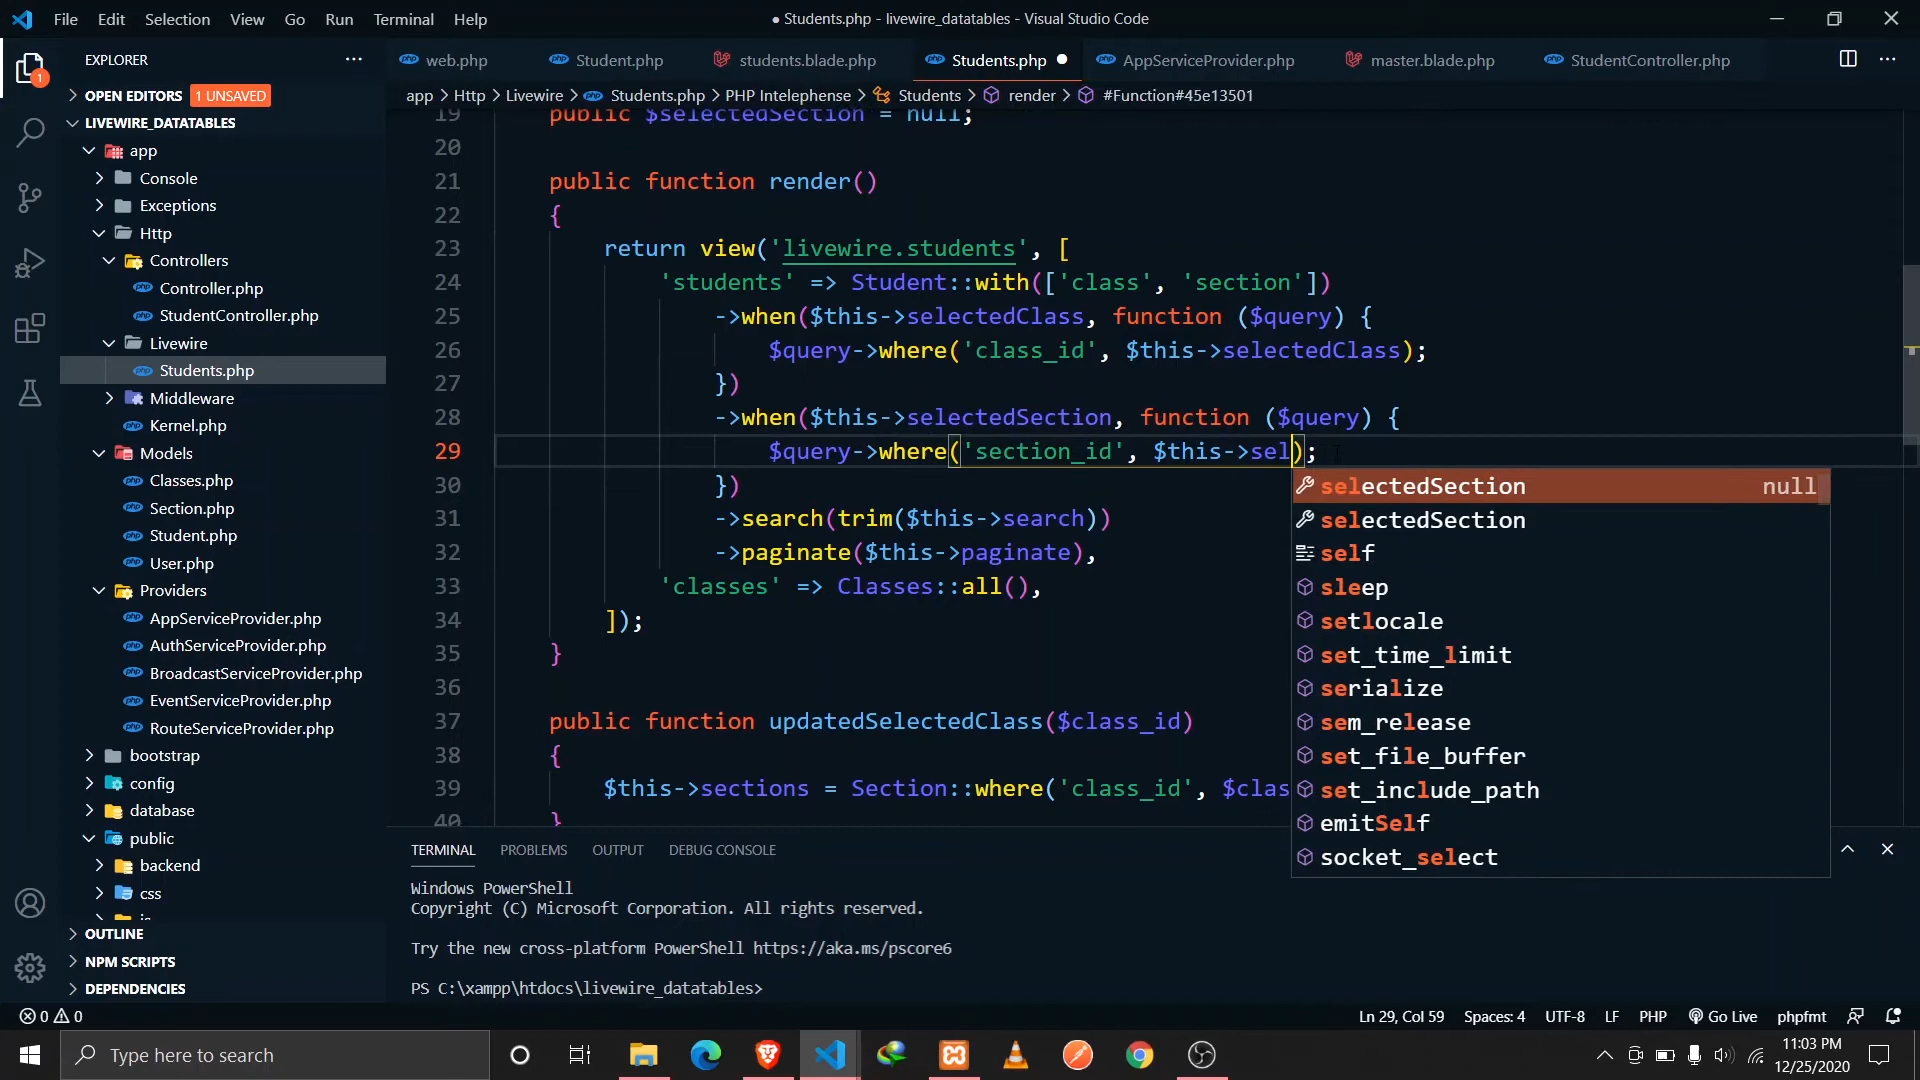 File Edit Selection View Go Run Terminal Help
● Students.php - livewire_datatables - Visual Studio Code
EXPLORER
1
OPEN EDITORS 1 UNSAVED
LIVEWIRE_DATATABLES
app
Console
Exceptions
Http
Controllers
Controller.php
StudentController.php
Livewire
Students.php
Middleware
Kernel.php
Models
Classes.php
Section.php
Student.php
User.php
Providers
AppServiceProvider.php
AuthServiceProvider.php
BroadcastServiceProvider.php
EventServiceProvider.php
RouteServiceProvider.php
bootstrap
config
database
public
backend
css
js
OUTLINE
NPM SCRIPTS
DEPENDENCIES
web.php Student.php students.blade.php Students.php AppServiceProvider.php master.blade.php StudentController.php
app > Http > Livewire > Students.php > PHP Intelephense > Students > render > #Function#45e13501
19 public $selectedSection = null;
20
21 public function render()
22 {
23 return view('livewire.students', [
24 'students' => Student::with(['class', 'section'])
25 ->when($this->selectedClass, function ($query) {
26 $query->where('class_id', $this->selectedClass);
27 })
28 ->when($this->selectedSection, function ($query) {
29 $query->where('section_id', $this->sel);
30 })
31 ->search(trim($this->search))
32 ->paginate($this->paginate),
33 'classes' => Classes::all(),
34 ]);
35 }
36
37 public function updatedSelectedClass($class_id)
38 {
39 $this->sections = Section::where('class_id', $clas
40 }
selectedSection null
selectedSection
self
sleep
setlocale
set_time_limit
serialize
sem_release
set_file_buffer
set_include_path
emitSelf
socket_select
TERMINAL PROBLEMS OUTPUT DEBUG CONSOLE
Windows PowerShell
Copyright (C) Microsoft Corporation. All rights reserved.
Try the new cross-platform PowerShell https://aka.ms/pscore6
PS C:\xampp\htdocs\livewire_datatables>
0 0
Ln 29, Col 59 Spaces: 4 UTF-8 LF PHP Go Live phpfmt
Type here to search
11:03 PM
12/25/2020